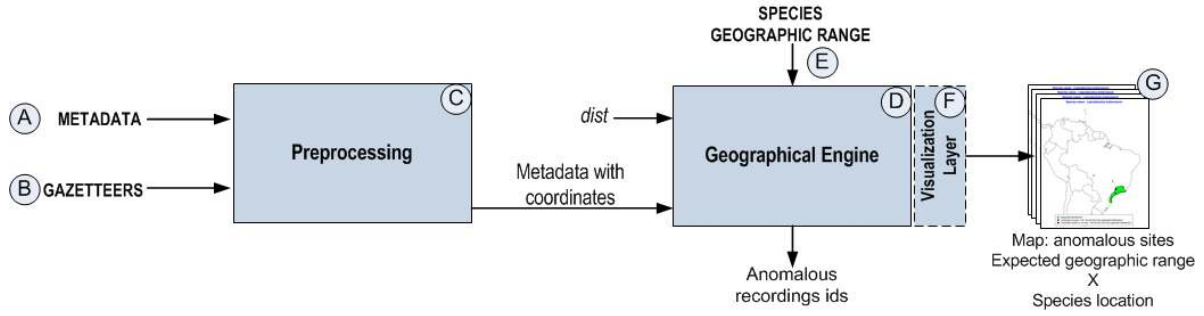 SPECIES
GEOGRAPHIC RANGE
E
A
METADATA
B
GAZETTEERS
C
Preprocessing
dist
Metadata with
coordinates
D
Geographical Engine
F
Visualization
Layer
Anomalous
recordings ids
G
Map: anomalous sites
Expected geographic range
X
Species location